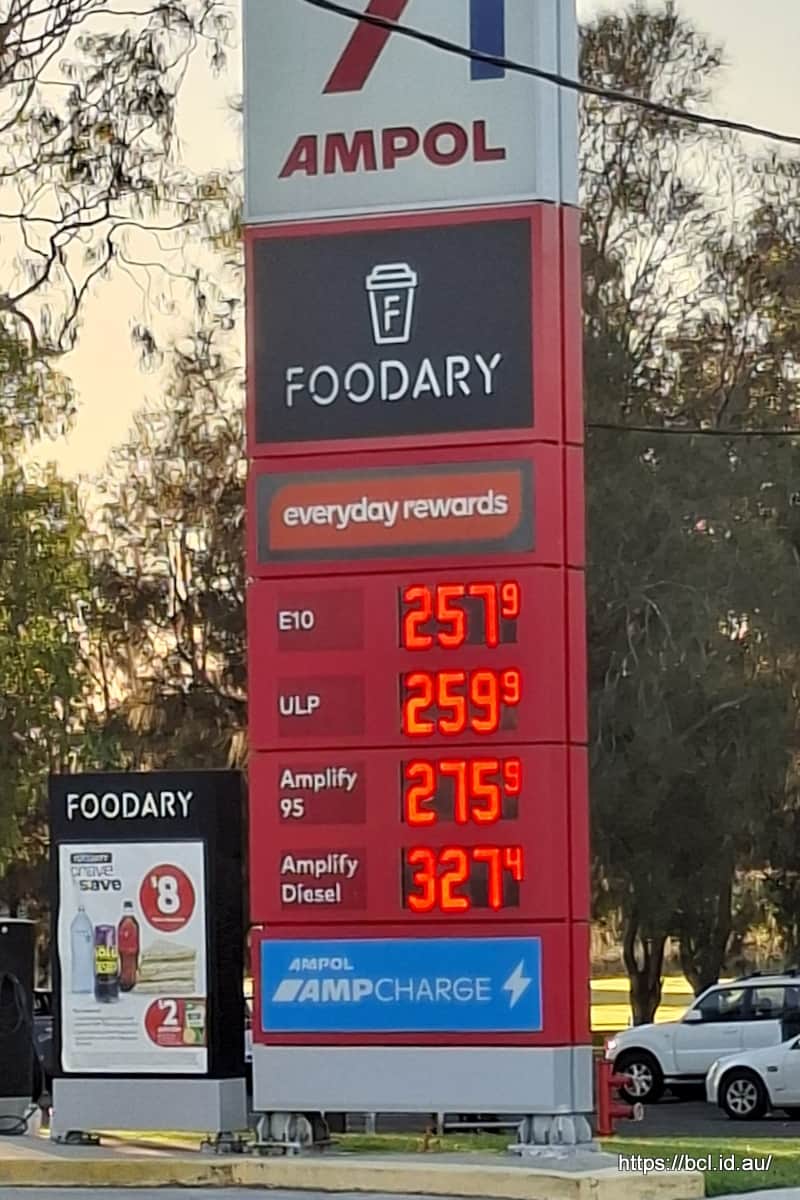 AMPOL
F
FOODARY
everyday rewards
E10 257.9
ULP 259.9
Amplify 95 275.9
Amplify Diesel 327.4
AMPOL
AMPCHARGE
FOODARY
FOODARY
save
$8
$2
https://bcl.id.au/